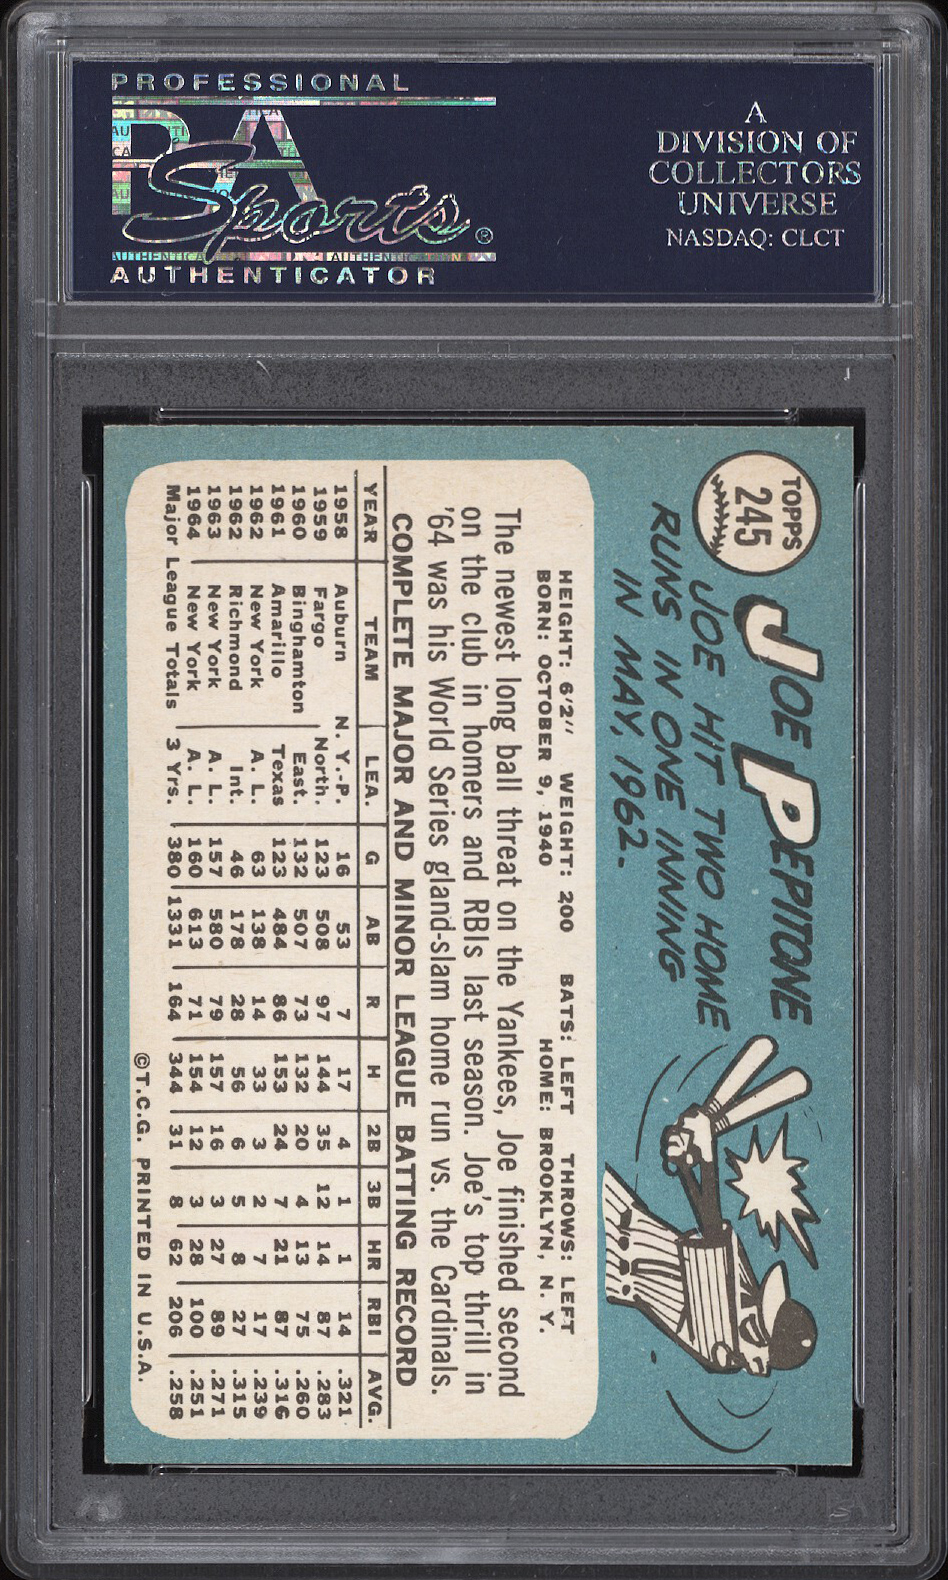 PROFESSIONAL
PSA
Sports ®
AUTHENTICATOR
A
DIVISION OF
COLLECTORS
UNIVERSE
NASDAQ: CLCT
TOPPS
245
JOE PEPITONE
JOE HIT TWO HOME
RUNS IN ONE INNING
IN MAY, 1962.
HEIGHT: 6'2" WEIGHT: 200 BATS: LEFT THROWS: LEFT
BORN: OCTOBER 9, 1940 HOME: BROOKLYN, N. Y.
The newest long ball threat on the Yankees, Joe finished second
on the club in homers and RBIs last season. Joe's top thrill in
'64 was his World Series gland-slam home run vs. the Cardinals.
COMPLETE MAJOR AND MINOR LEAGUE BATTING RECORD
YEAR TEAM LEA. G AB R H 2B 3B HR RBI AVG.
1958 Auburn N. Y.-P. 16 53 7 17 4 1 1 14 .321
1959 Fargo North. 123 508 97 144 35 12 14 87 .283
1960 Binghamton East. 132 507 73 132 20 4 13 75 .260
1961 Amarillo Texas 123 484 86 153 24 7 21 87 .316
1962 New York A. L. 63 138 14 33 3 2 7 17 .239
1962 Richmond Int. 46 178 28 56 6 5 8 27 .315
1963 New York A. L. 157 580 79 157 16 3 27 89 .271
1964 New York A. L. 160 613 71 154 12 3 28 100 .251
Major League Totals 3 Yrs. 380 1331 164 344 31 8 62 206 .258
©T.C.G. PRINTED IN U.S.A.